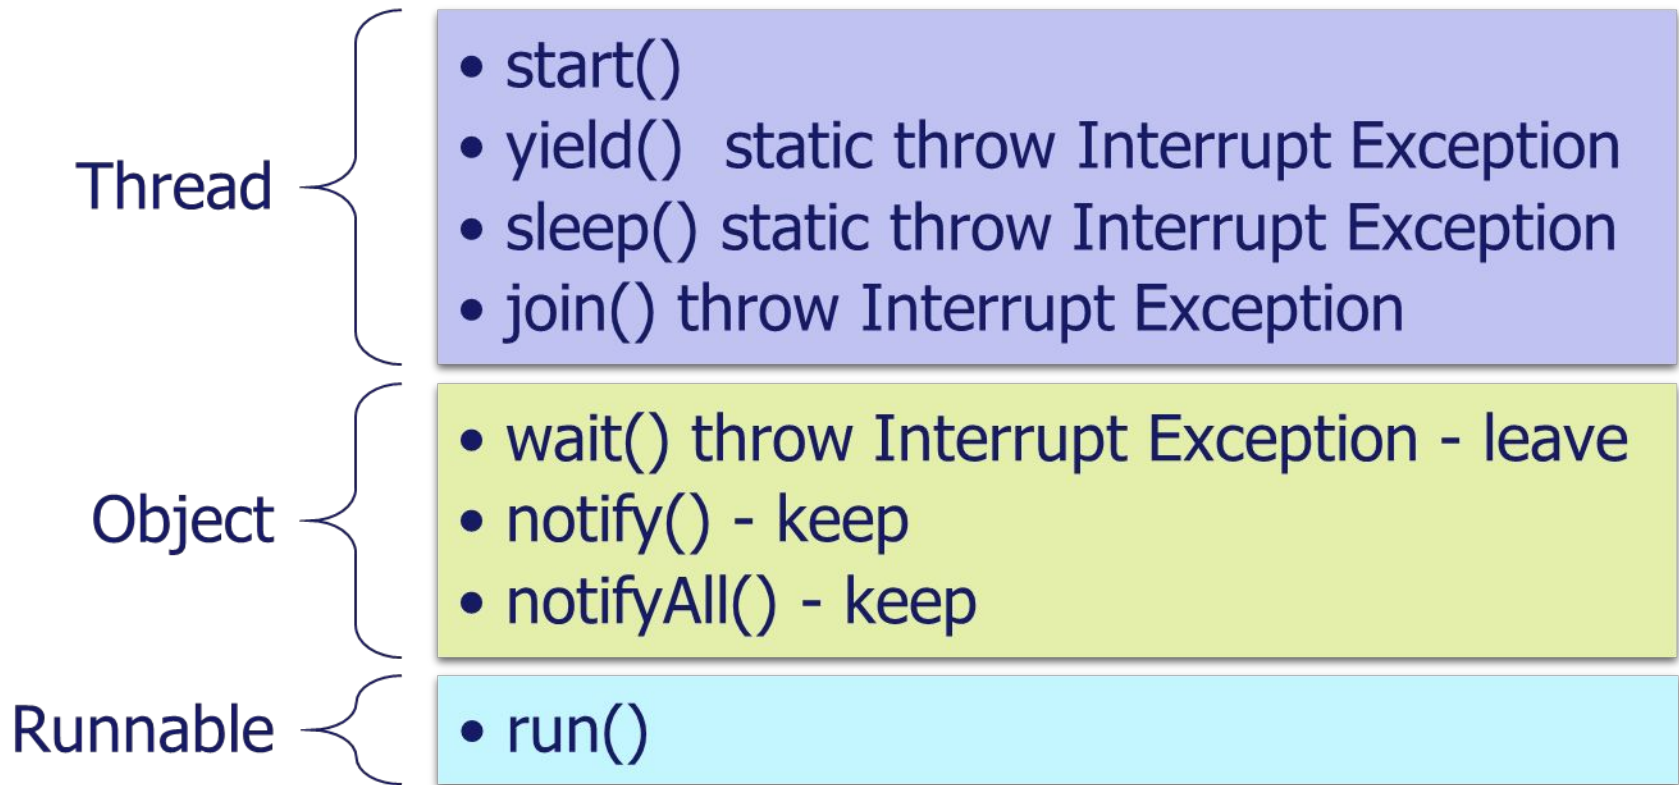 Thread
• start()
• yield()  static throw Interrupt Exception
• sleep() static throw Interrupt Exception
• join() throw Interrupt Exception
Object
• wait() throw Interrupt Exception - leave
• notify() - keep
• notifyAll() - keep
Runnable
• run()